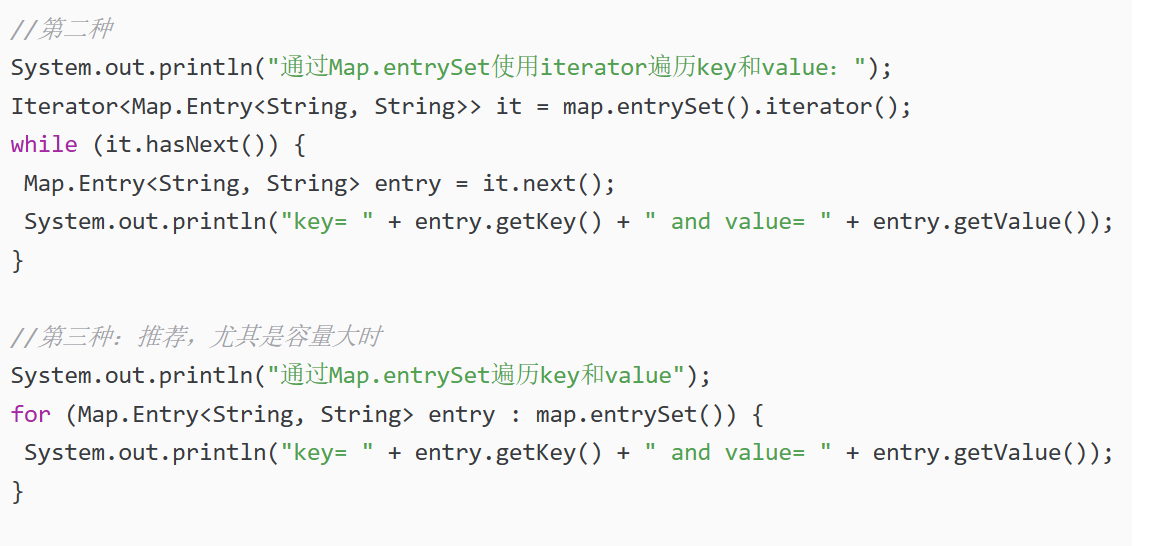 //第二种
System.out.println("通过Map.entrySet使用iterator遍历key和value：");
Iterator<Map.Entry<String, String>> it = map.entrySet().iterator();
while (it.hasNext()) {
 Map.Entry<String, String> entry = it.next();
 System.out.println("key= " + entry.getKey() + " and value= " + entry.getValue());
}
//第三种：推荐，尤其是容量大时
System.out.println("通过Map.entrySet遍历key和value");
for (Map.Entry<String, String> entry : map.entrySet()) {
 System.out.println("key= " + entry.getKey() + " and value= " + entry.getValue());
}